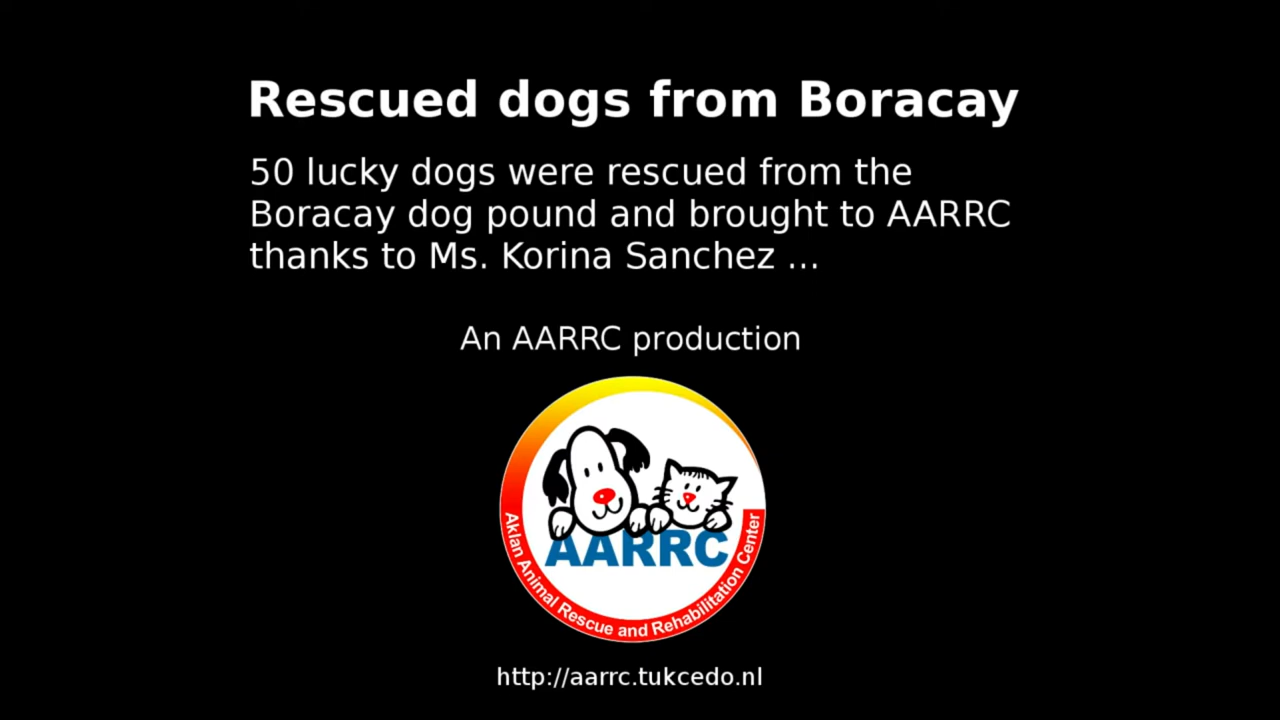 Rescued dogs from Boracay
50 lucky dogs were rescued from the
Boracay dog pound and brought to AARRC
thanks to Ms. Korina Sanchez ...
An AARRC production
AARRC
Aklan Animal Rescue and Rehabilitation Center
http://aarrc.tukcedo.nl